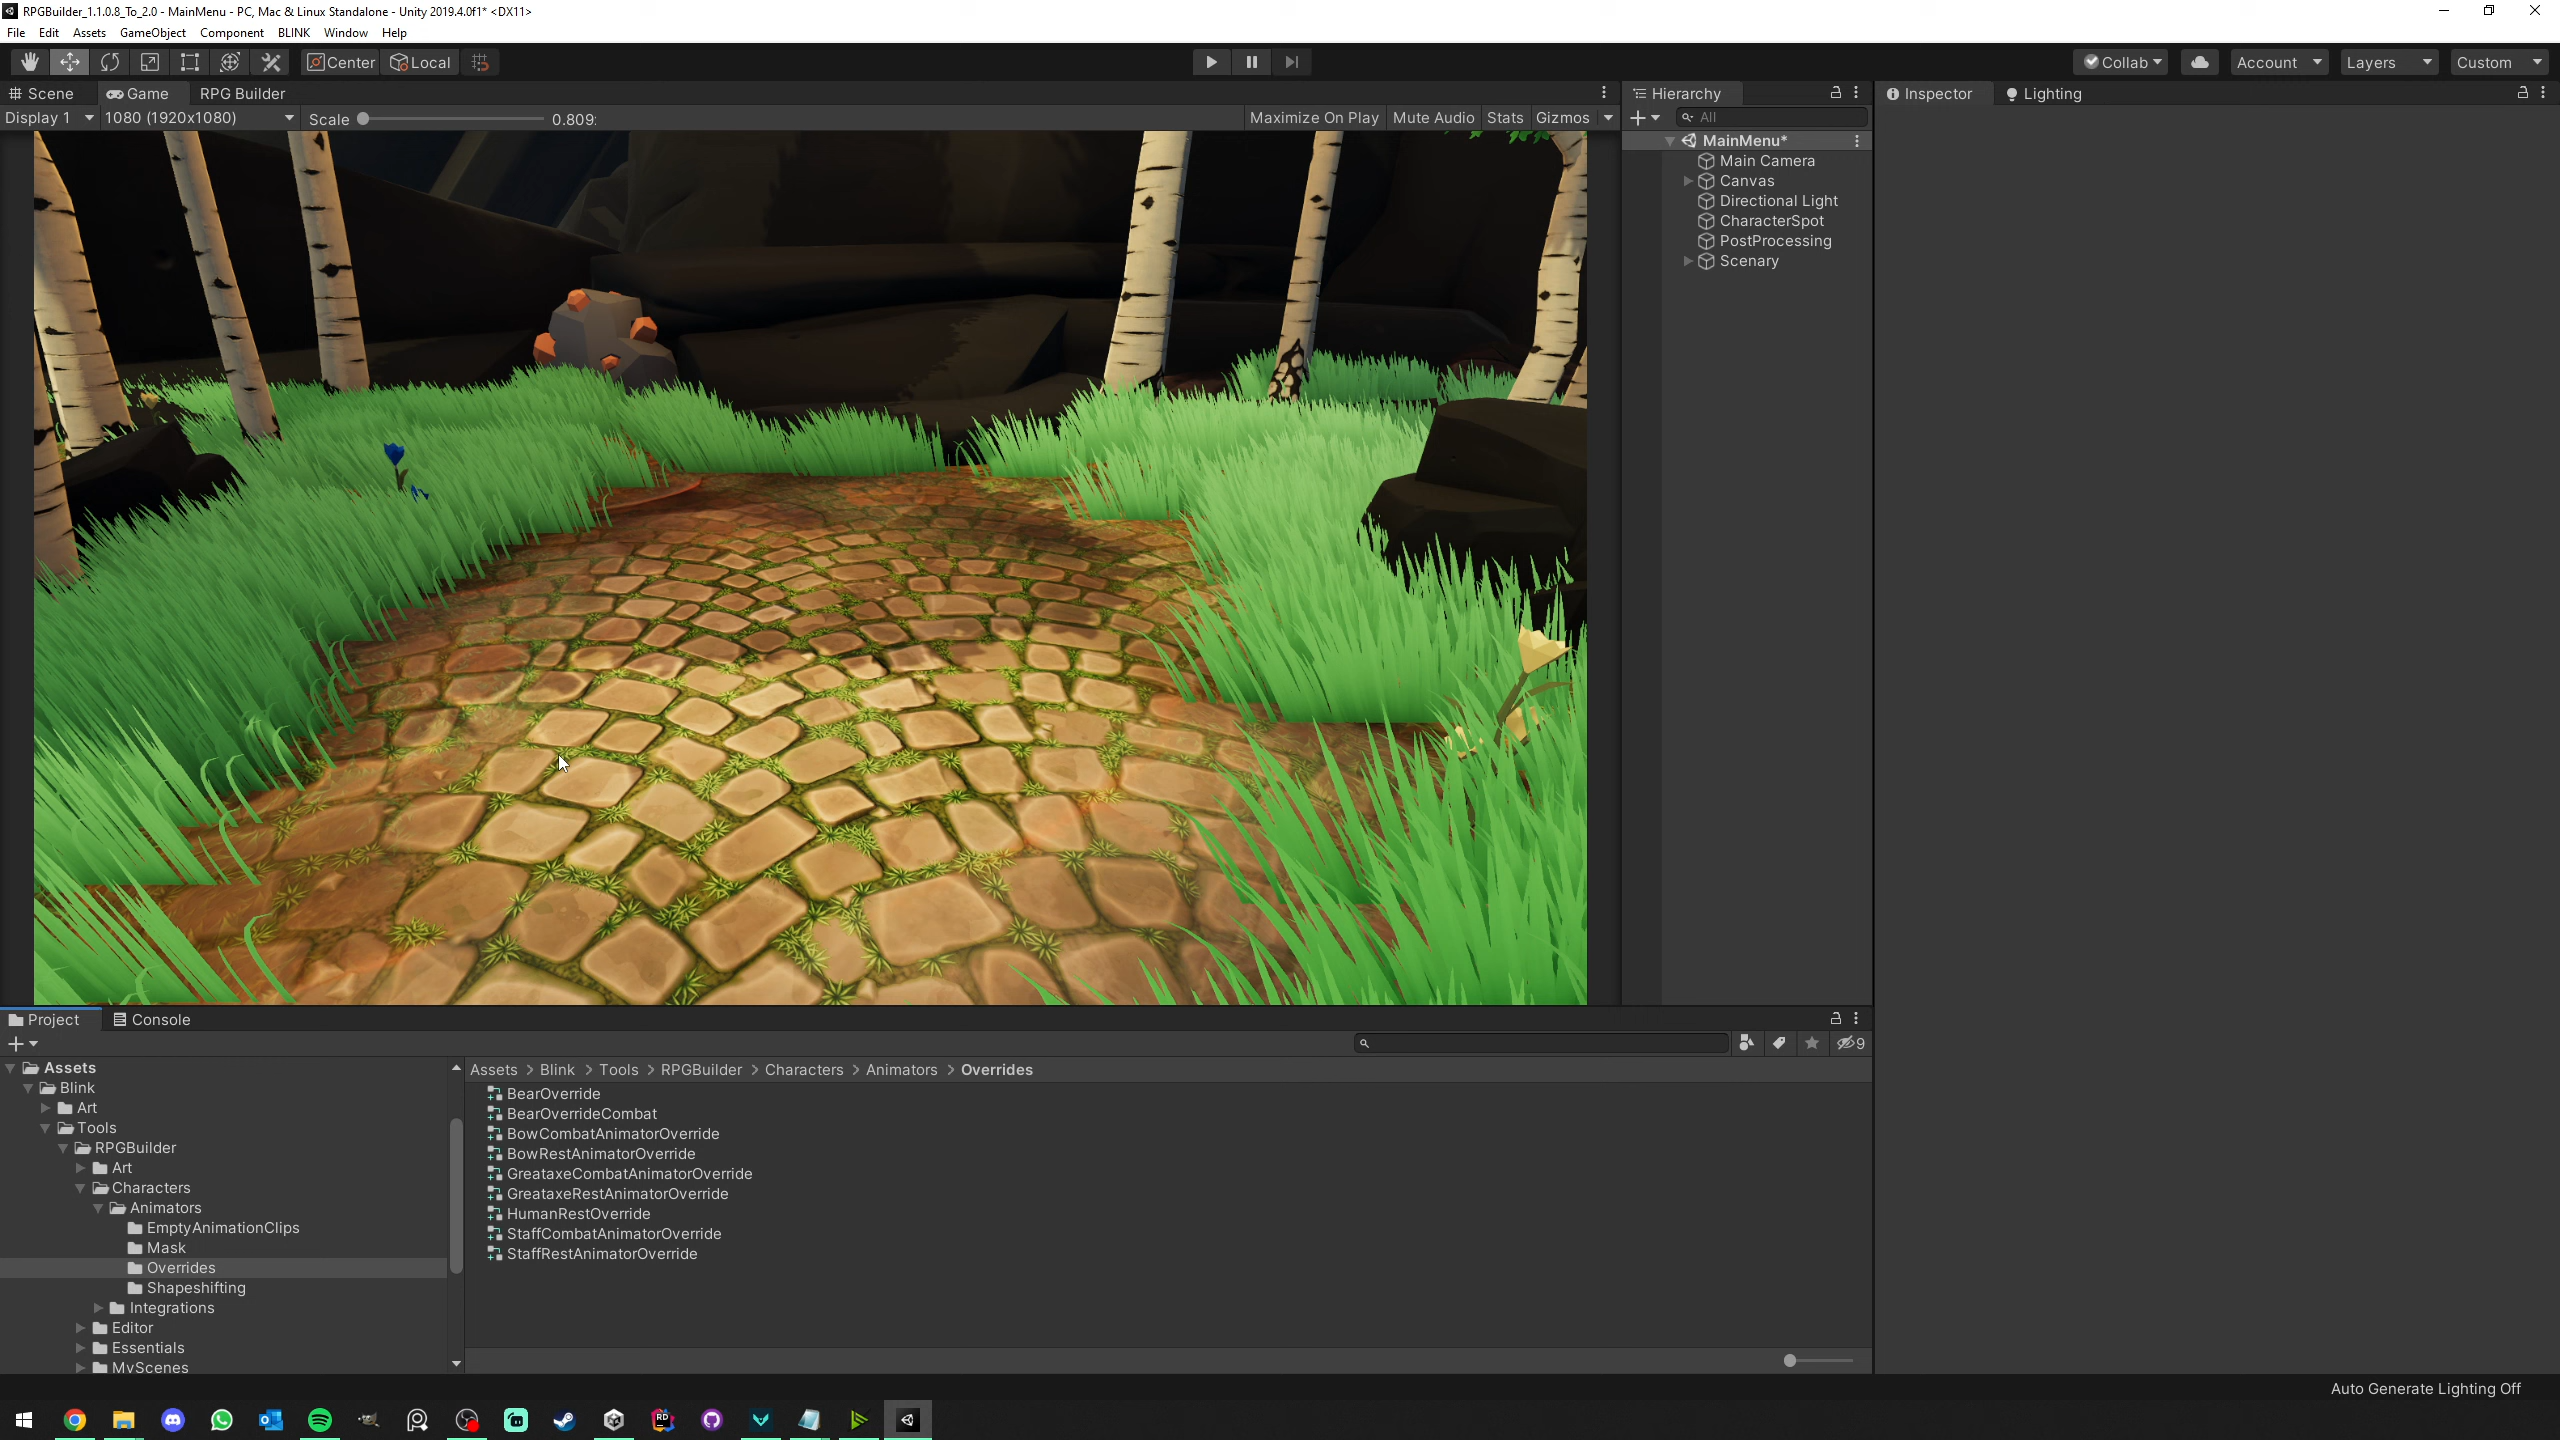 RPGBuilder_1.1.0.8_To_2.0 - MainMenu - PC, Mac & Linux Standalone - Unity 2019.4.0f1* <DX11>
File Edit Assets GameObject Component BLINK Window Help
Center Local Collab Account Layers Custom
Scene Game RPG Builder
Display 1 1080 (1920x1080) Scale 0.809: Maximize On Play Mute Audio Stats Gizmos
Hierarchy
All
MainMenu*
Main Camera
Canvas
Directional Light
CharacterSpot
PostProcessing
Scenary
Inspector Lighting
Project Console
9
Assets
Blink
Art
Tools
RPGBuilder
Art
Characters
Animators
EmptyAnimationClips
Mask
Overrides
Shapeshifting
Integrations
Editor
Essentials
MyScenes
Assets > Blink > Tools > RPGBuilder > Characters > Animators > Overrides
BearOverride
BearOverrideCombat
BowCombatAnimatorOverride
BowRestAnimatorOverride
GreataxeCombatAnimatorOverride
GreataxeRestAnimatorOverride
HumanRestOverride
StaffCombatAnimatorOverride
StaffRestAnimatorOverride
Auto Generate Lighting Off
RD